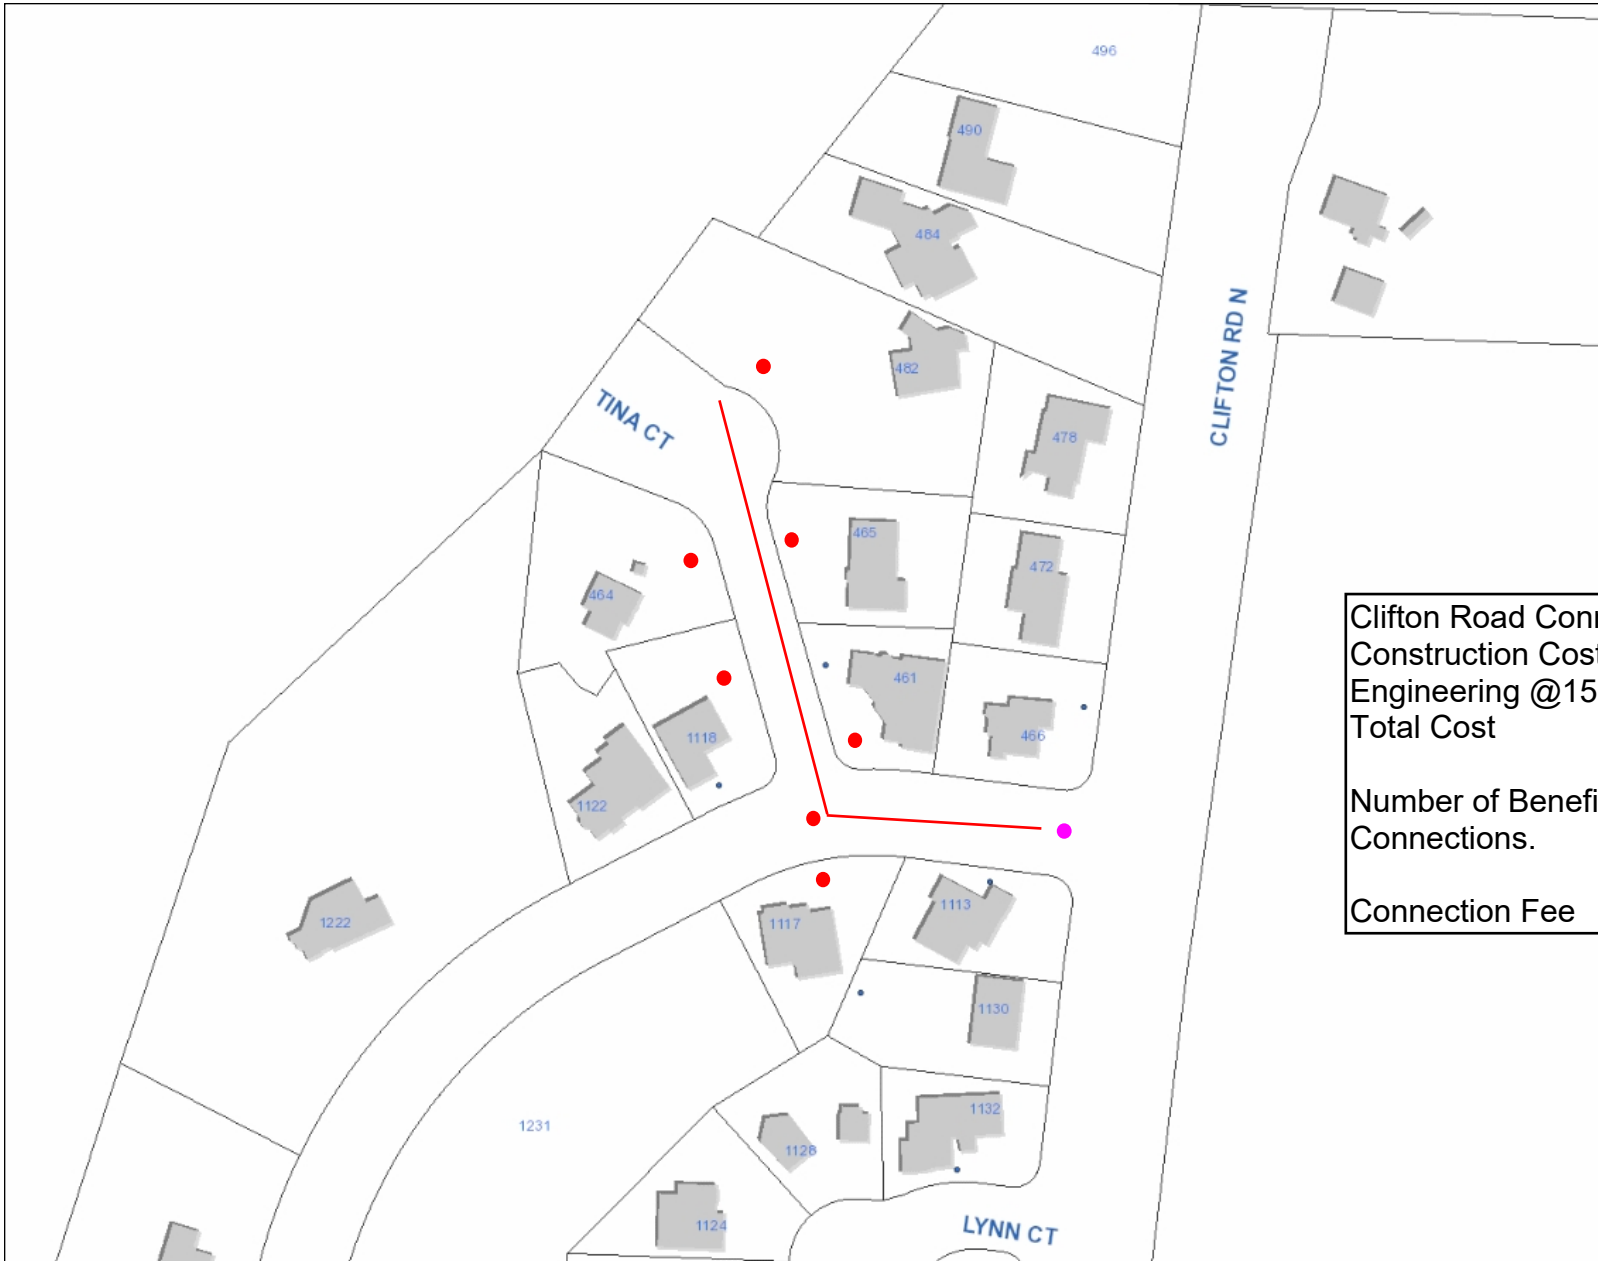 496
490
484
CLIFTON RD N
482
TINA CT
478
465
472
464
461
466
1118
1122
Clifton Road Conn
Construction Cost
Engineering @15
Total Cost
Number of Benefi
Connections.
Connection Fee
1113
1117
1222
1130
1231
1132
1128
1124
LYNN CT